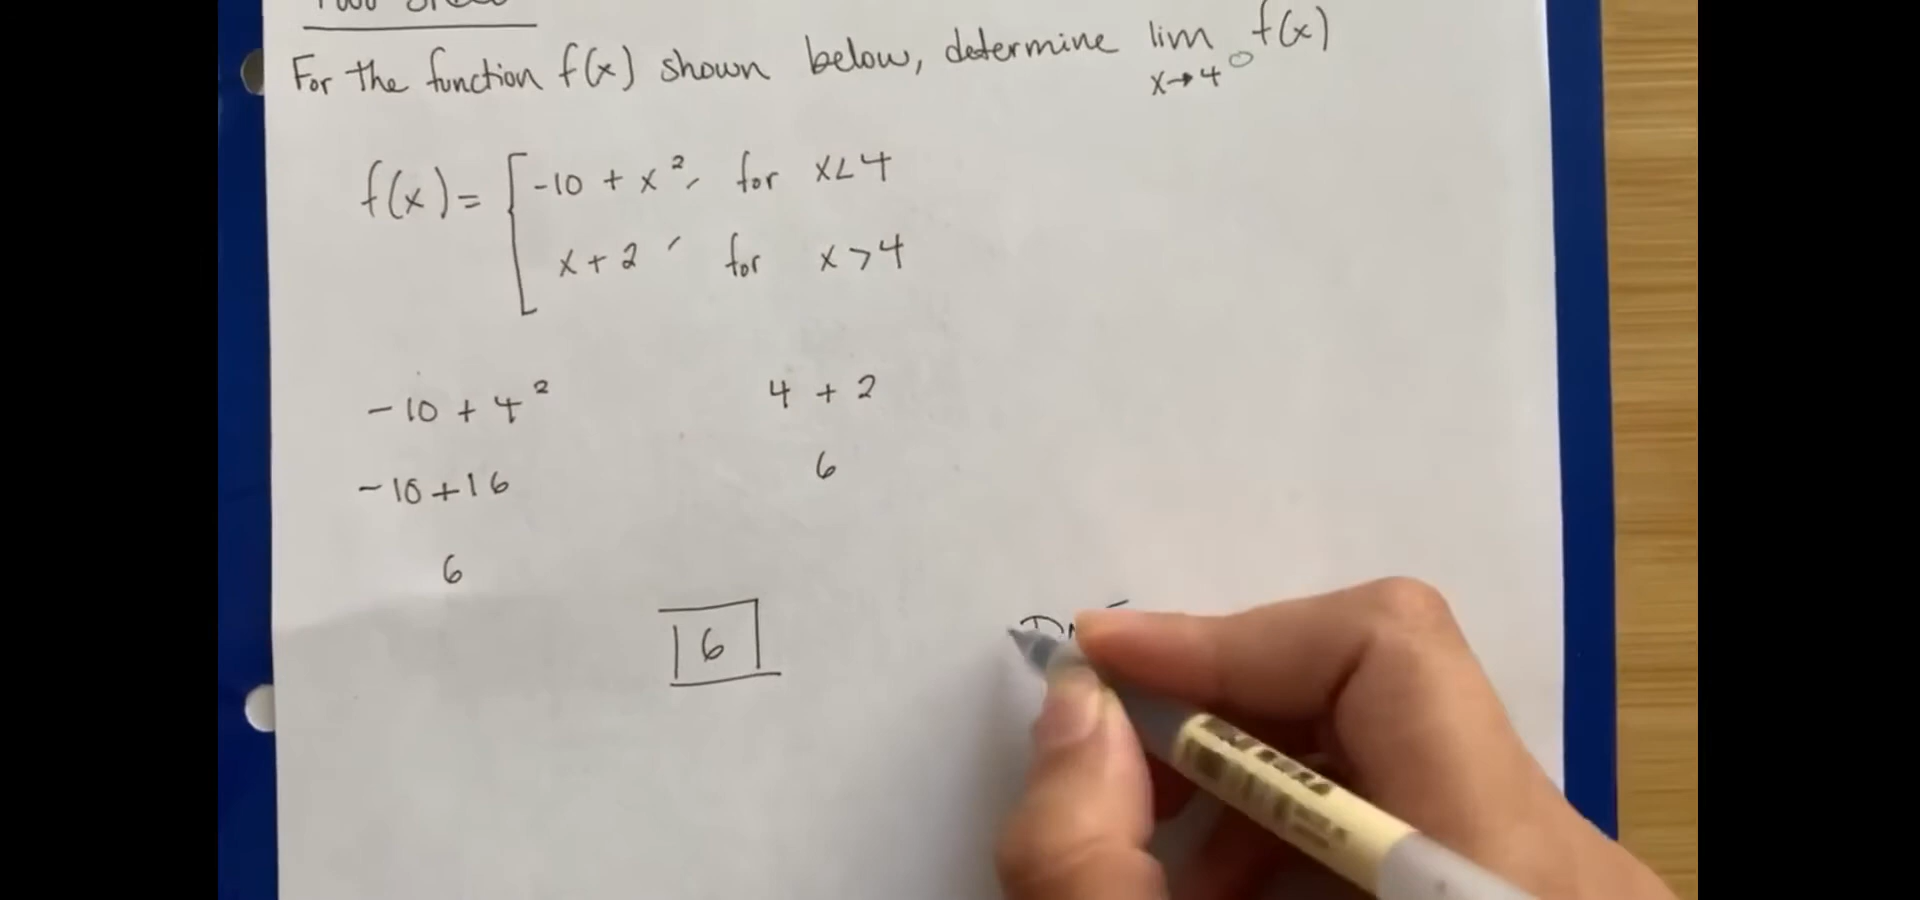 For the function f(x) shown below, determine lim f(x)
x→4
f(x) = [ -10 + x², for x<4
x + 2, for x>4
-10 + 4²
4 + 2
-10+16
6
6
6